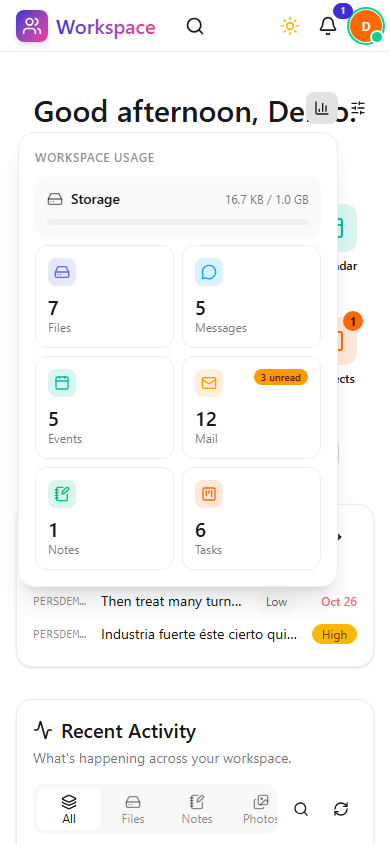 Workspace
1
D
Good afternoon, De
o.
WORKSPACE USAGE
Storage
16.7 KB / 1.0 GB
7
Files
5
Messages
dar
5
Events
3 unread
12
Mail
1
ects
1
Notes
6
Tasks
PERSDEM...
Then treat many turn...
Low
Oct 26
PERSDEM...
Industria fuerte éste cierto qui...
High
Recent Activity
What's happening across your workspace.
All
Files
Notes
Photos